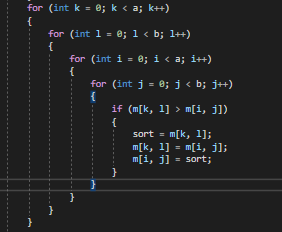 for (int k = 0; k < a; k++)
{
for (int l = 0; l < b; l++)
{
for (int i = 0; i < a; i++)
{
for (int j = 0; j < b; j++)
{
if (m[k, l] > m[i, j])
{
sort = m[k, l];
m[k, l] = m[i, j];
m[i, j] = sort;
}
}
}
}
}